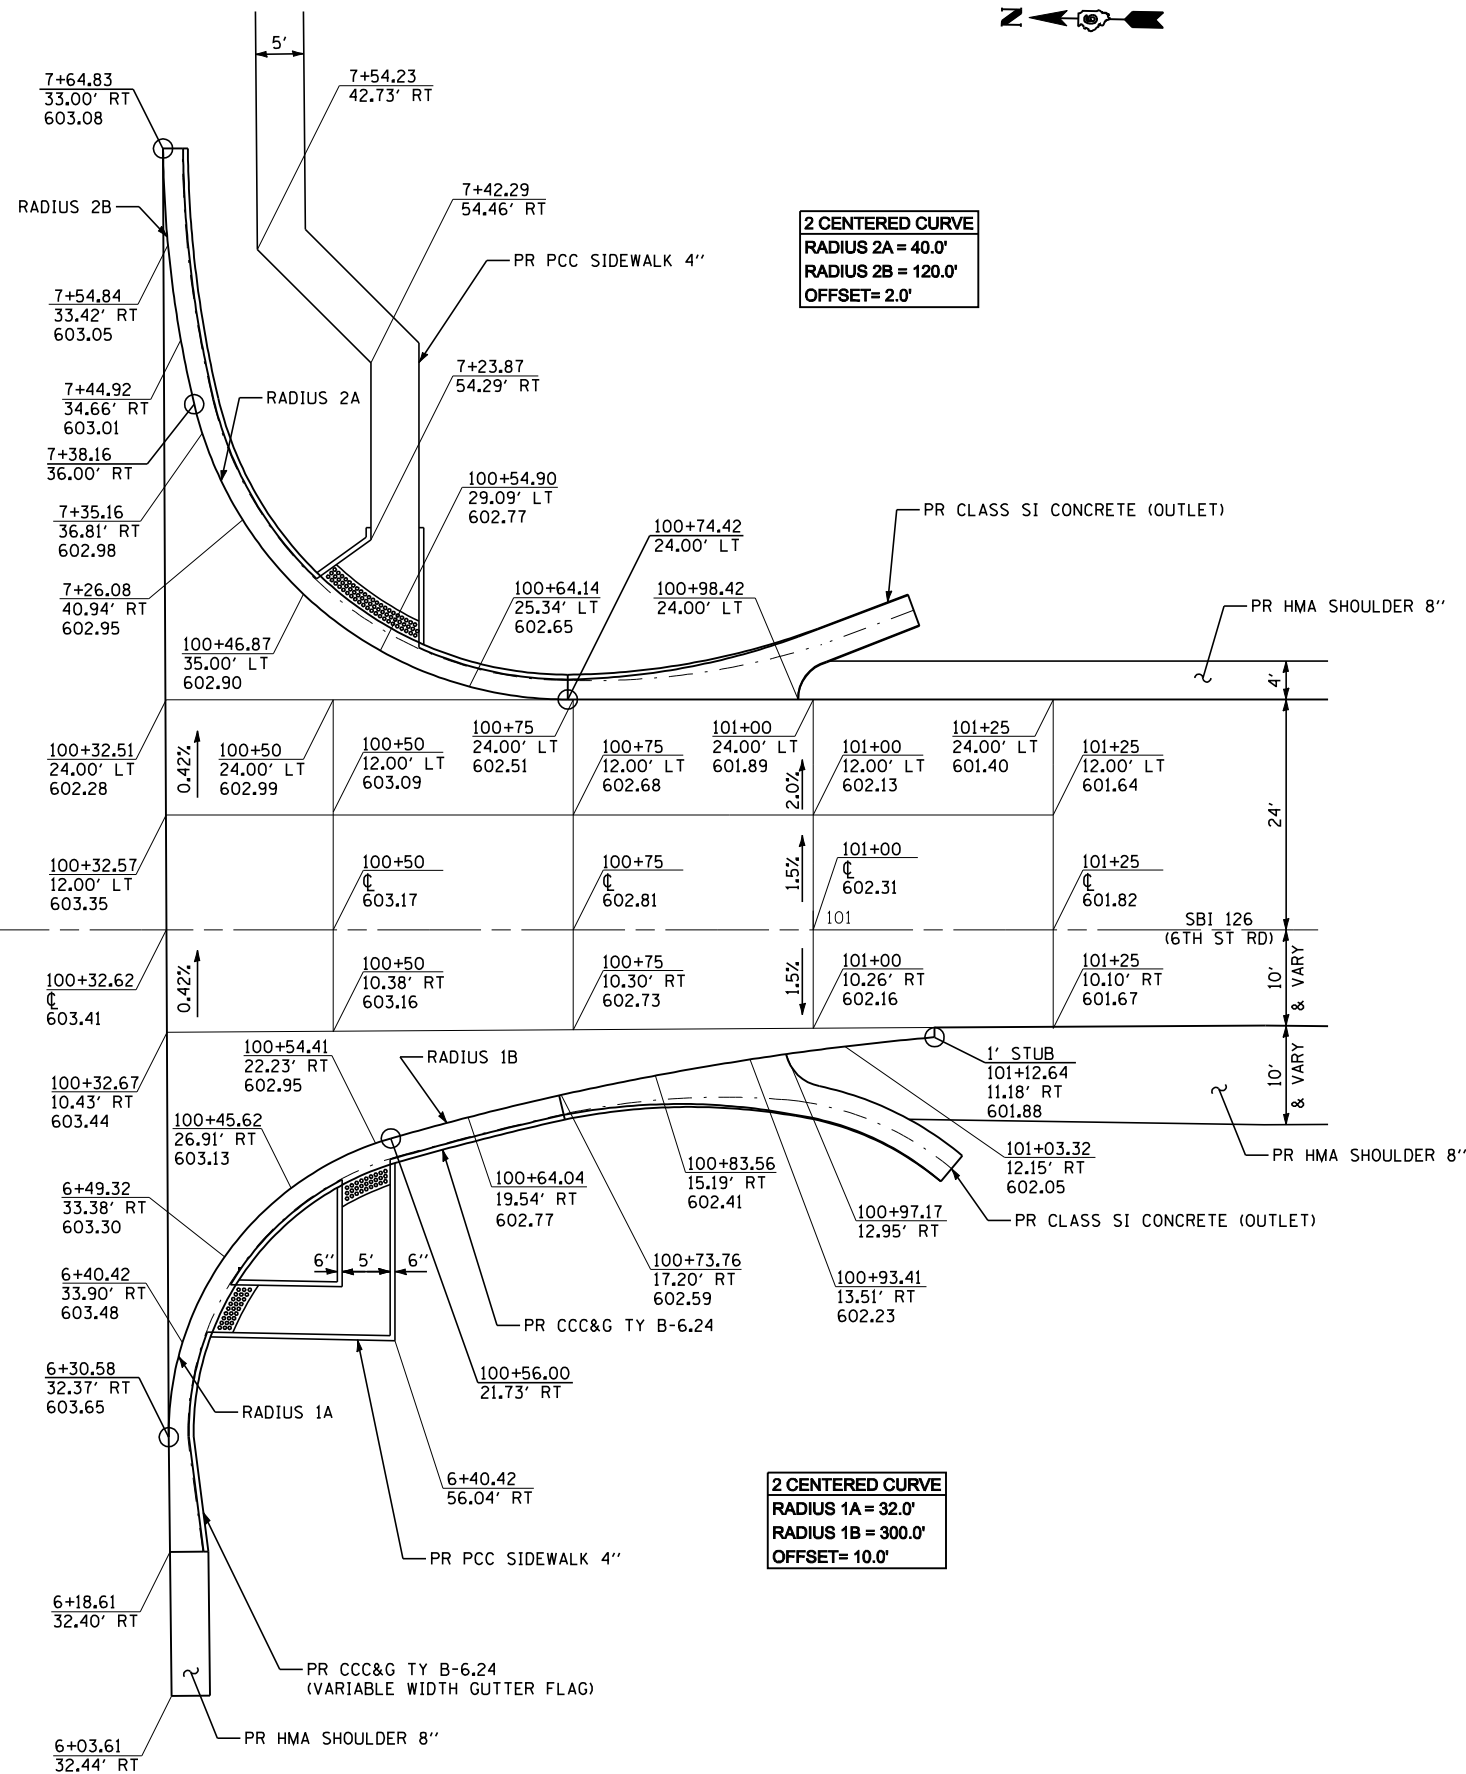 N
6
5'
7+64.83
33.00' RT
603.08
7+54.23
42.73' RT
RADIUS 2B
7+42.29
54.46' RT
2 CENTERED CURVE
RADIUS 2A = 40.0'
RADIUS 2B = 120.0'
OFFSET= 2.0'
PR PCC SIDEWALK 4''
7+54.84
33.42' RT
603.05
7+23.87
54.29' RT
7+44.92
34.66' RT
603.01
RADIUS 2A
7+38.16
36.00' RT
100+54.90
29.09' LT
602.77
7+35.16
36.81' RT
602.98
100+74.42
24.00' LT
PR CLASS SI CONCRETE (OUTLET)
7+26.08
40.94' RT
602.95
100+64.14
25.34' LT
602.65
100+98.42
24.00' LT
PR HMA SHOULDER 8''
100+46.87
35.00' LT
602.90
4'
100+32.51
24.00' LT
602.28
0.42%
100+50
24.00' LT
602.99
100+50
12.00' LT
603.09
100+75
24.00' LT
602.51
100+75
12.00' LT
602.68
101+00
24.00' LT
601.89
2.0%
101+00
12.00' LT
602.13
101+25
24.00' LT
601.40
101+25
12.00' LT
601.64
24'
100+32.57
12.00' LT
603.35
100+50
℄
603.17
100+75
℄
602.81
1.5%
101+00
℄
602.31
101
101+25
℄
601.82
SBI 126
(6TH ST RD)
100+32.62
℄
603.41
0.42%
100+50
10.38' RT
603.16
100+75
10.30' RT
602.73
1.5%
101+00
10.26' RT
602.16
101+25
10.10' RT
601.67
10'
& VARY
100+54.41
22.23' RT
602.95
RADIUS 1B
1' STUB
101+12.64
11.18' RT
601.88
10'
& VARY
100+32.67
10.43' RT
603.44
100+45.62
26.91' RT
603.13
101+03.32
12.15' RT
602.05
PR HMA SHOULDER 8''
6+49.32
33.38' RT
603.30
100+64.04
19.54' RT
602.77
100+83.56
15.19' RT
602.41
100+97.17
12.95' RT
PR CLASS SI CONCRETE (OUTLET)
6''
5'
6''
6+40.42
33.90' RT
603.48
100+73.76
17.20' RT
602.59
100+93.41
13.51' RT
602.23
PR CCC&G TY B-6.24
6+30.58
32.37' RT
603.65
100+56.00
21.73' RT
RADIUS 1A
6+40.42
56.04' RT
2 CENTERED CURVE
RADIUS 1A = 32.0'
RADIUS 1B = 300.0'
OFFSET= 10.0'
PR PCC SIDEWALK 4''
6+18.61
32.40' RT
PR CCC&G TY B-6.24
(VARIABLE WIDTH GUTTER FLAG)
PR HMA SHOULDER 8''
6+03.61
32.44' RT